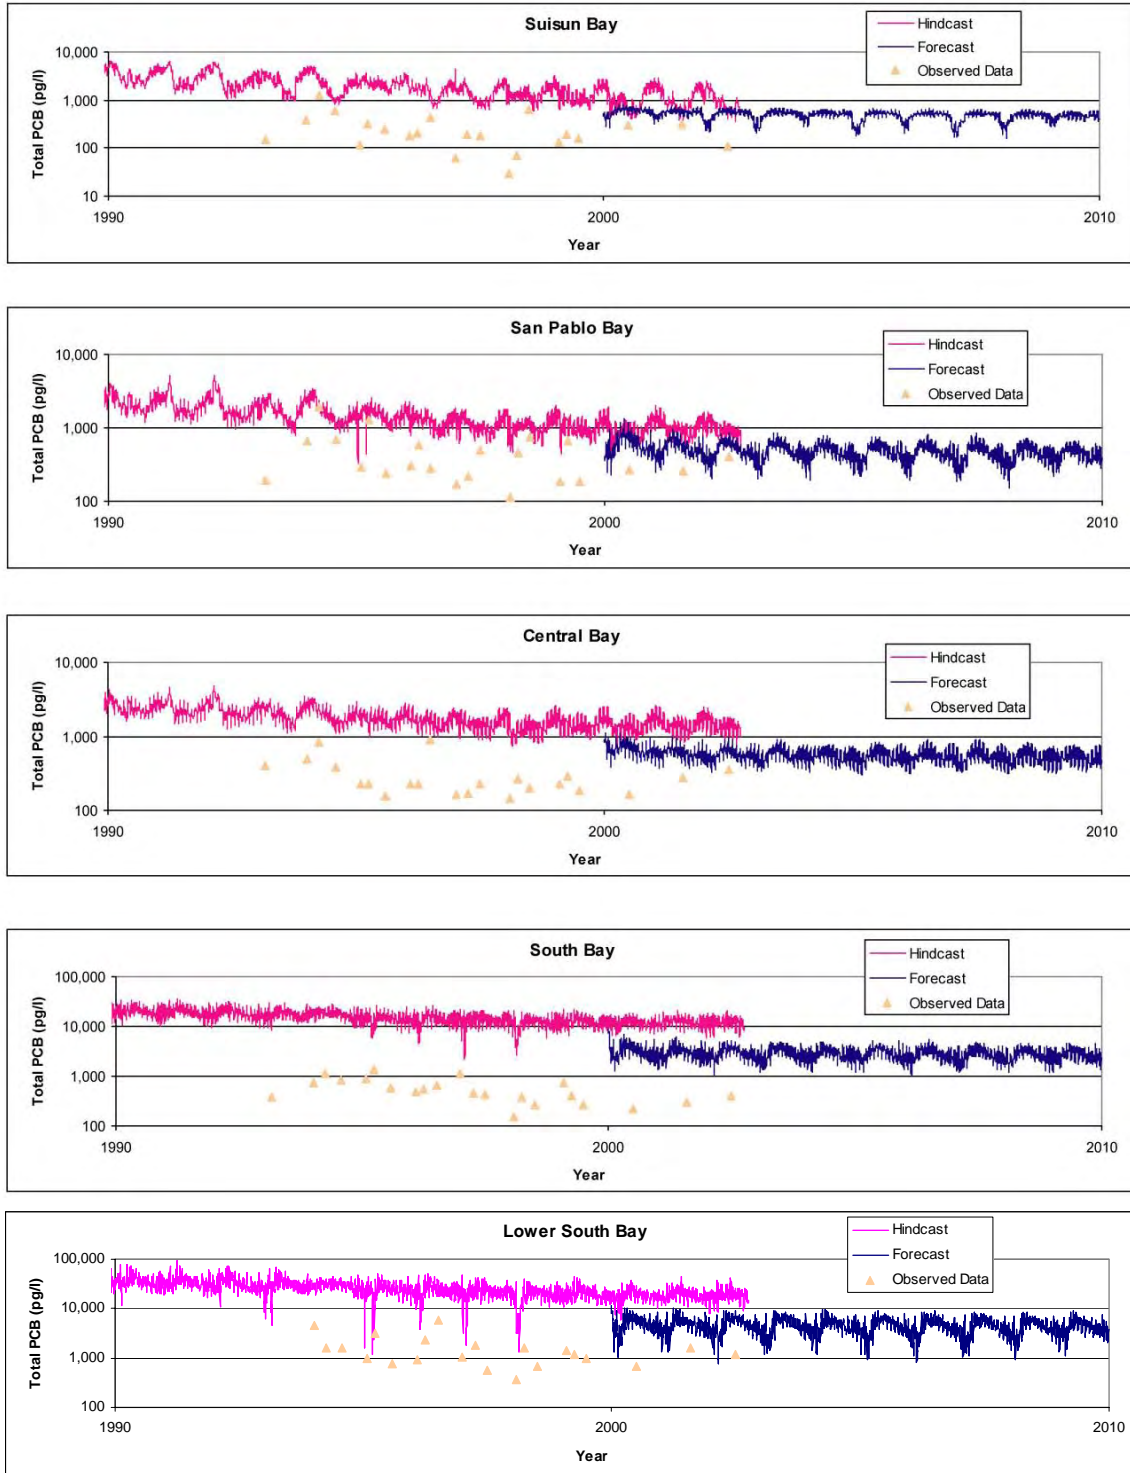 Suisun Bay
Hindcast
Forecast
Observed Data
Total PCB (pg/l)
10,000
1,000
100
10
1990
2000
2010
Year
San Pablo Bay
Hindcast
Forecast
Observed Data
Total PCB (pg/l)
10,000
1,000
100
1990
2000
2010
Year
Central Bay
Hindcast
Forecast
Observed Data
Total PCB (pg/l)
10,000
1,000
100
1990
2000
2010
Year
South Bay
Hindcast
Forecast
Observed Data
Total PCB (pg/l)
100,000
10,000
1,000
100
1990
2000
2010
Year
Lower South Bay
Hindcast
Forecast
Observed Data
Total PCB (pg/l)
100,000
10,000
1,000
100
1990
2000
2010
Year